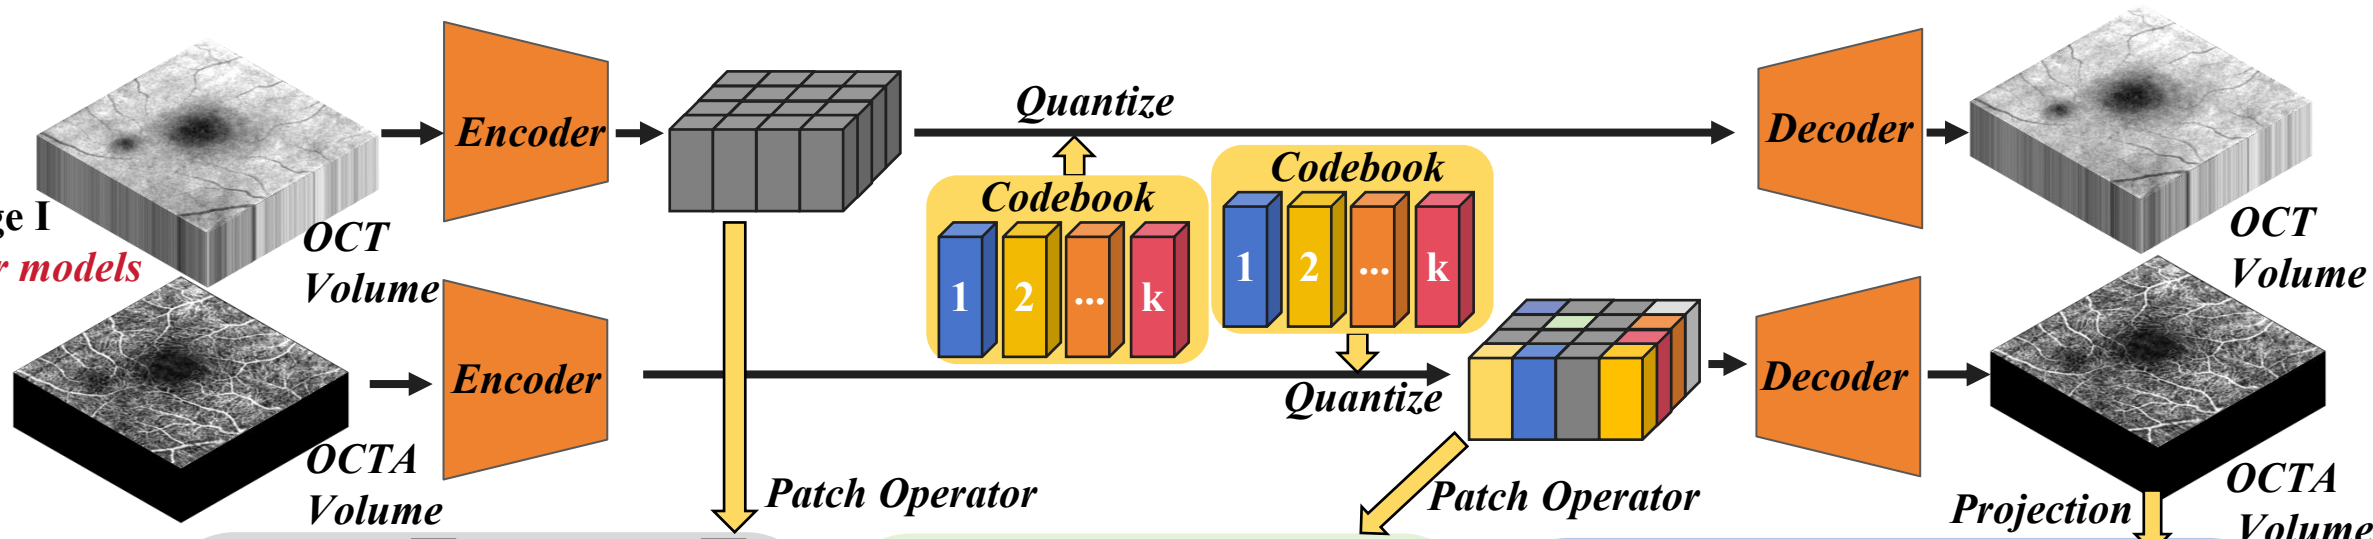 Encoder
Quantize
Decoder
Codebook
1 2 ... k
Codebook
1 2 ... k
OCT
Volume
OCT
Volume
ge I
r models
Encoder
Quantize
Decoder
OCTA
Volume
Patch Operator
Patch Operator
Projection
OCTA
Volume